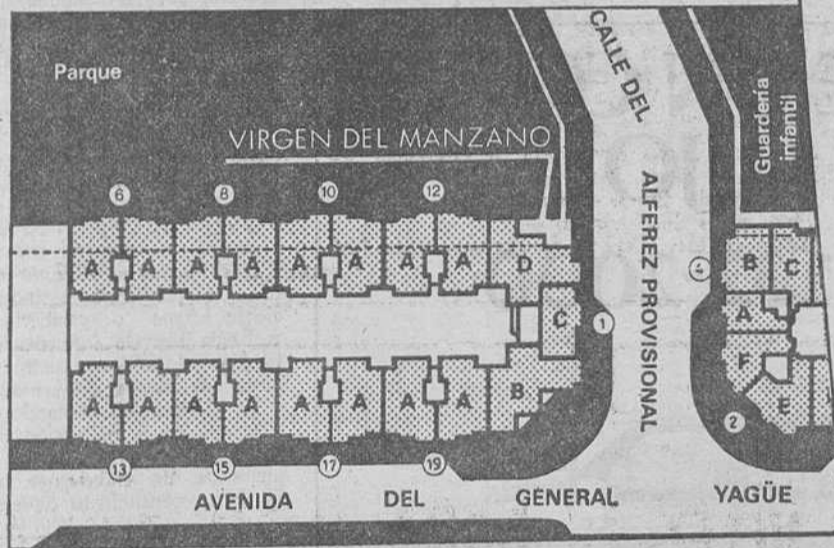 CALLE DEL
ALFEREZ PROVISIONAL
Parque
Guardería
infantil
VIRGEN DEL MANZANO
6 8 10 12
A A A A A A A A D
4
B C
C
1
A
F
A A A A A A A A B
E
2
13 15 17 19
AVENIDA DEL GENERAL YAGÜE